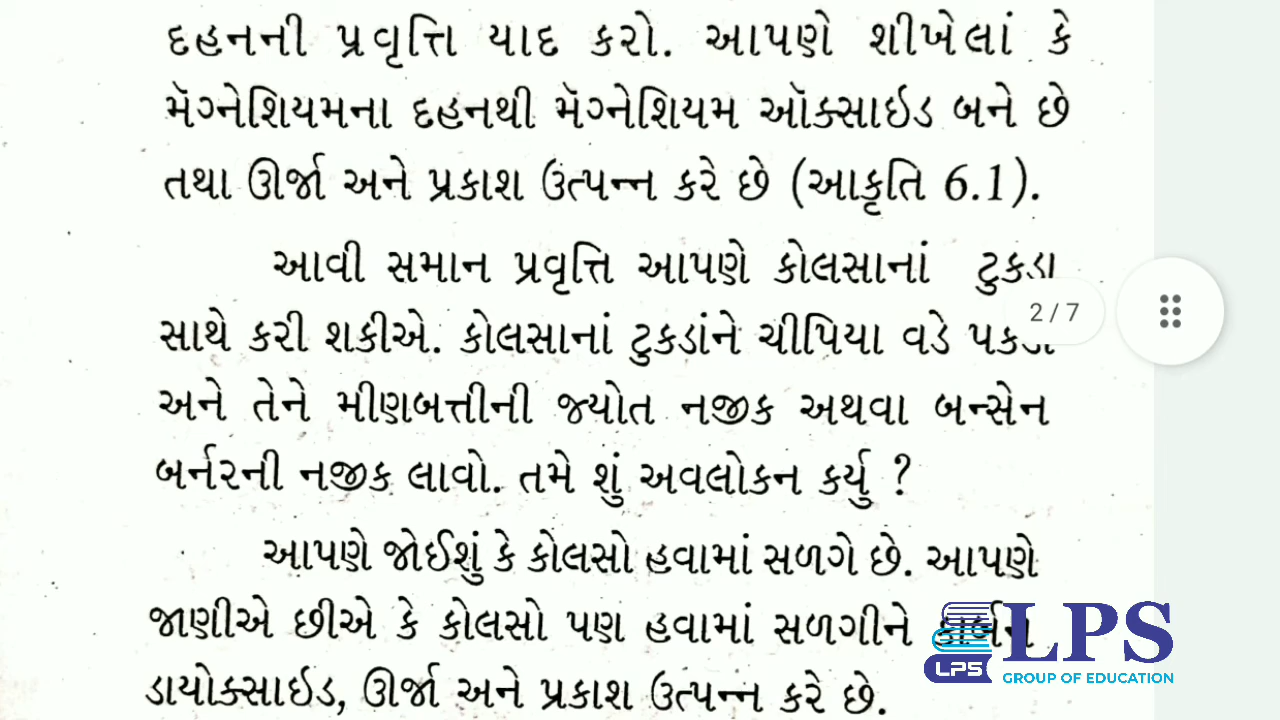 દહનની પ્રવૃત્તિ યાદ કરો. આપણે શીખેલાં કે
મૅગ્નેશિયમના દહનથી મૅગ્નેશિયમ ઑક્સાઇડ બને છે
તથા ઊર્જા અને પ્રકાશ ઉત્પન્ન કરે છે (આકૃતિ 6.1).
આવી સમાન પ્રવૃત્તિ આપણે કોલસાનાં ટુકડા
2 / 7
સાથે કરી શકીએ. કોલસાનાં ટુકડાંને ચીપિયા વડે
અને તેને મીણબત્તીની જ્યોત નજીક અથવા બન્સેન
બર્નરની નજીક લાવો. તમે શું અવલોકન કર્યુ ?
આપણે જોઈશું કે કોલસો હવામાં સળગે છે. આપણે
જાણીએ છીએ કે કોલસો પણ હવામાં સળગીને કાર્બન
ડાયોક્સાઇડ, ઊર્જા અને પ્રકાશ ઉત્પન્ન કરે છે.
LPS
LPS
GROUP OF EDUCATION